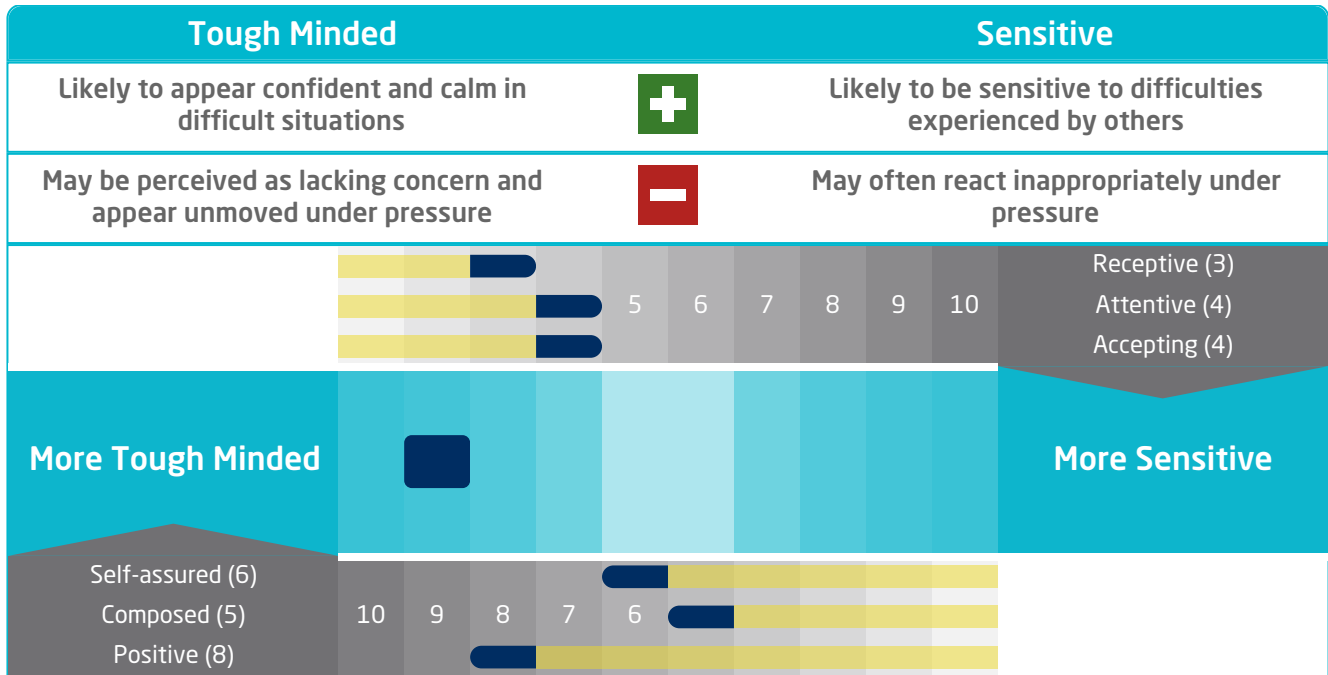 Tough Minded
Sensitive
Likely to appear confident and calm in
difficult situations
Likely to be sensitive to difficulties
experienced by others
May be perceived as lacking concern and
appear unmoved under pressure
May often react inappropriately under
pressure
Receptive (3)
5 6 7 8 9 10 Attentive (4)
Accepting (4)
More Tough Minded
More Sensitive
Self-assured (6)
Composed (5) 10 9 8 7 6
Positive (8)